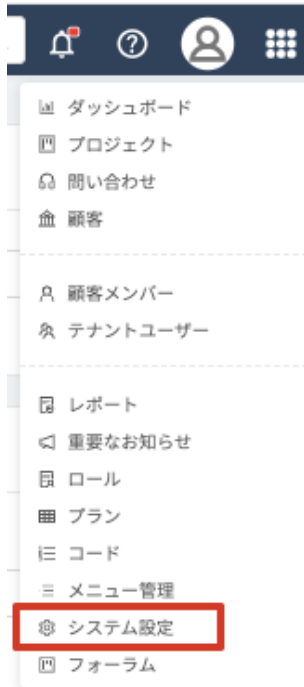 ダッシュボード
プロジェクト
問い合わせ
顧客
顧客メンバー
テナントユーザー
レポート
重要なお知らせ
ロール
プラン
コード
メニュー管理
システム設定
フォーラム